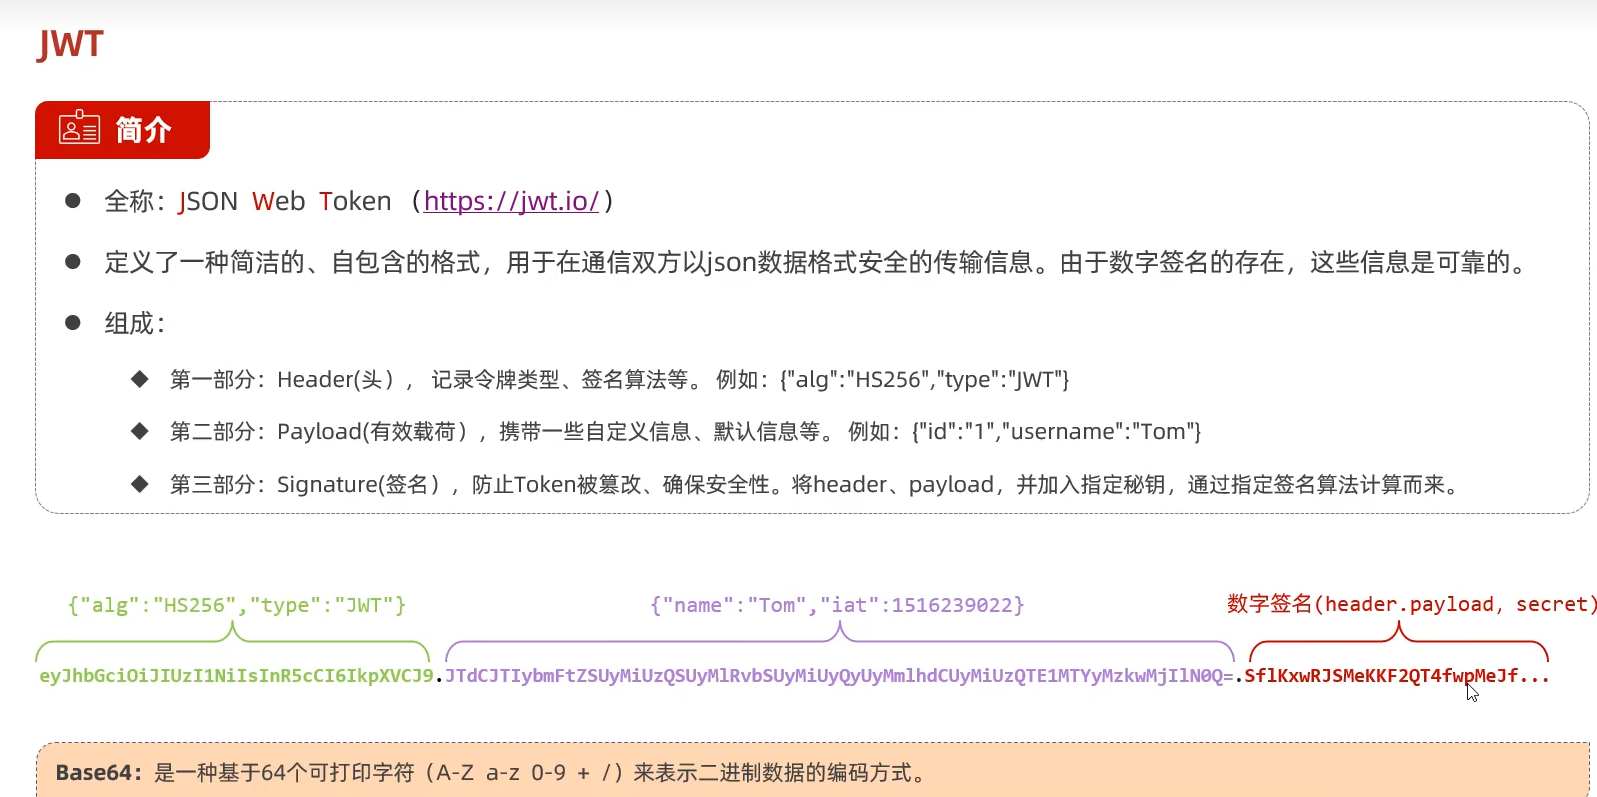 JWT
简介
全称：JSON Web Token （https://jwt.io/）
定义了一种简洁的、自包含的格式，用于在通信双方以json数据格式安全的传输信息。由于数字签名的存在，这些信息是可靠的。
组成：
第一部分：Header(头）， 记录令牌类型、签名算法等。 例如：{"alg":"HS256","type":"JWT"}
第二部分：Payload(有效载荷），携带一些自定义信息、默认信息等。 例如：{"id":"1","username":"Tom"}
第三部分：Signature(签名），防止Token被篡改、确保安全性。将header、payload，并加入指定秘钥，通过指定签名算法计算而来。
{"alg":"HS256","type":"JWT"} {"name":"Tom","iat":1516239022} 数字签名(header.payload, secret)
eyJhbGciOiJIUzI1NiIsInR5cCI6IkpXVCJ9.JTdCJTIybmFtZSUyMiUzQSUyMlRvbSUyMiUyQyUyMmlhdCUyMiUzQTE1MTYyMzkwMjIlN0Q=.SflKxwRJSMeKKF2QT4fwpMeJf...
Base64：是一种基于64个可打印字符（A-Z a-z 0-9 + /）来表示二进制数据的编码方式。